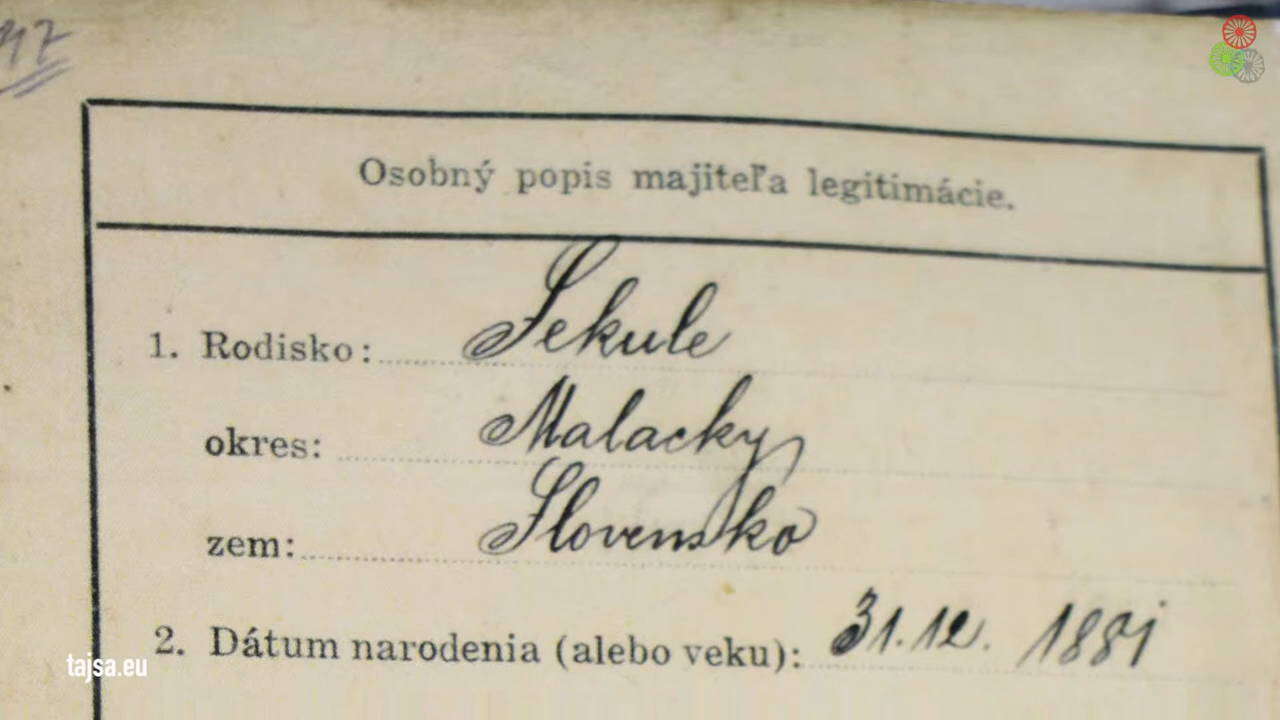 Osobný popis majiteľa legitimácie.
1. Rodisko: Sekule
okres: Malacky
zem: Slovensko
2. Dátum narodenia (alebo veku): 31.12. 1881
tajsa.eu